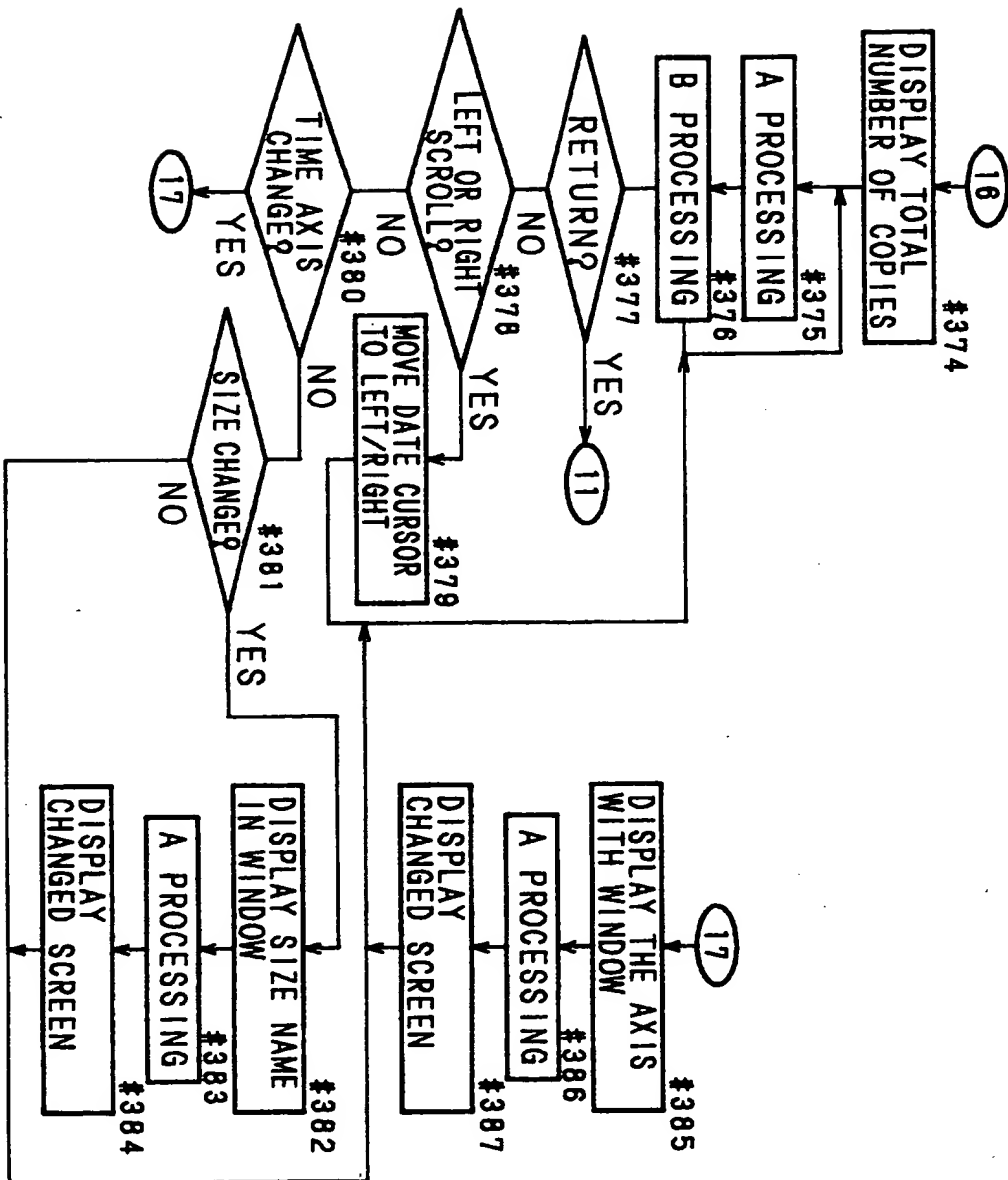 16
#374
DISPLAY TOTAL
NUMBER OF COPIES
#375
A PROCESSING
#376
B PROCESSING
#377
RETURN?
YES
11
NO
#378
LEFT OR RIGHT
SCROLL?
YES
#379
MOVE DATE CURSOR
TO LEFT/RIGHT
NO
#380
TIME AXIS
CHANGE?
NO
YES
17
#381
SIZE CHANGE?
YES
NO
#382
DISPLAY SIZE NAME
IN WINDOW
#383
A PROCESSING
#384
DISPLAY
CHANGED SCREEN
17
#385
DISPLAY THE AXIS
WITH WINDOW
#386
A PROCESSING
#387
DISPLAY
CHANGED SCREEN